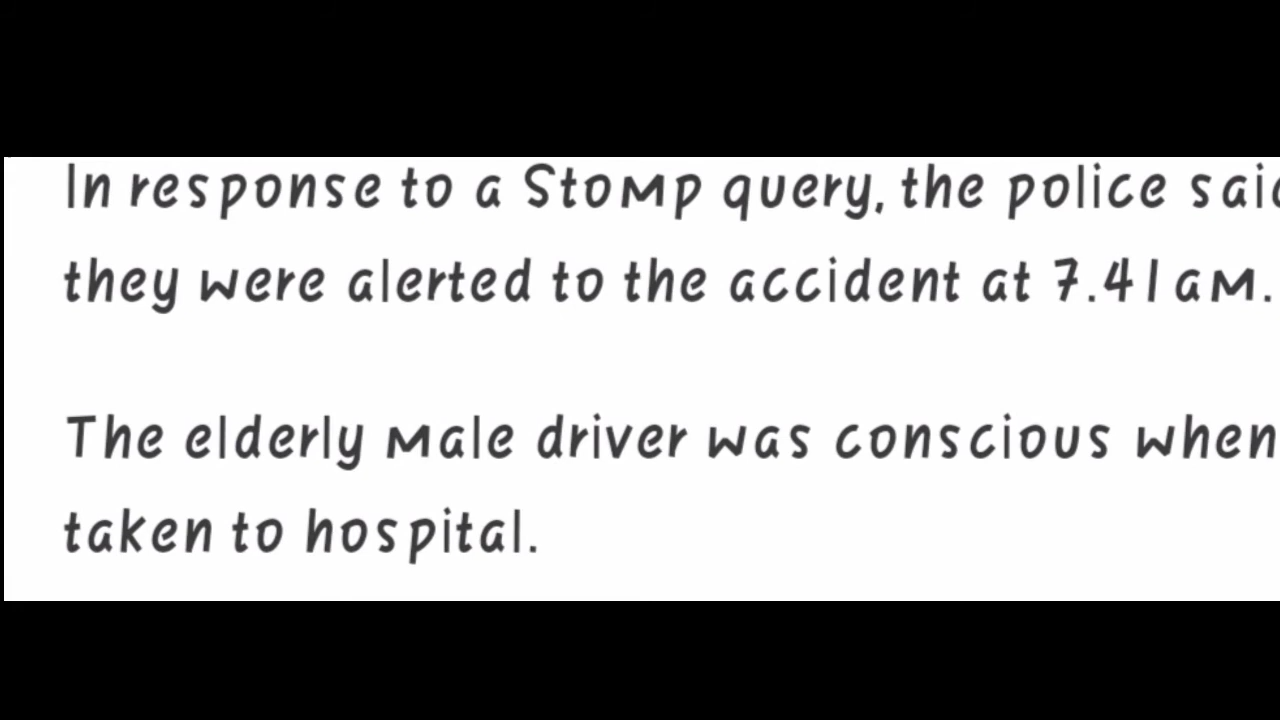 In response to a Stomp query, the police said
they were alerted to the accident at 7.41am.
The elderly male driver was conscious when
taken to hospital.